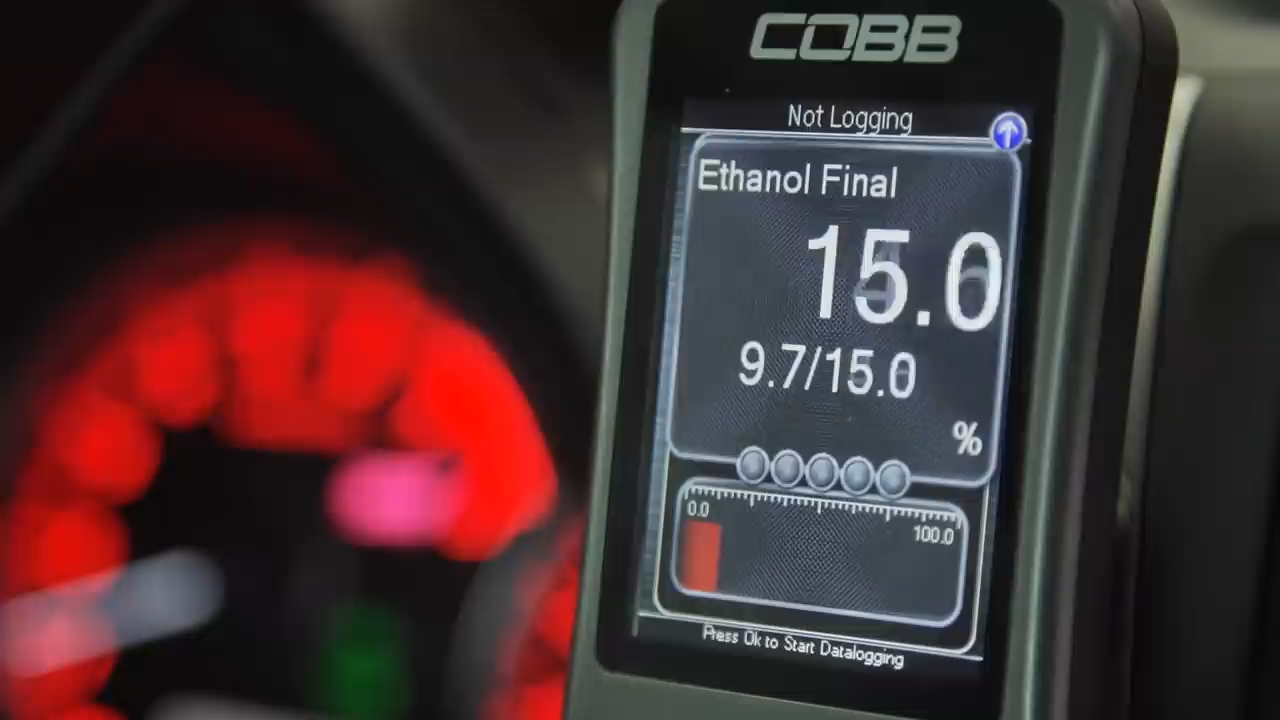 COBB
Not Logging
Ethanol Final
15.0
9.7/15.0
%
0.0
100.0
Press Ok to Start Datalogging